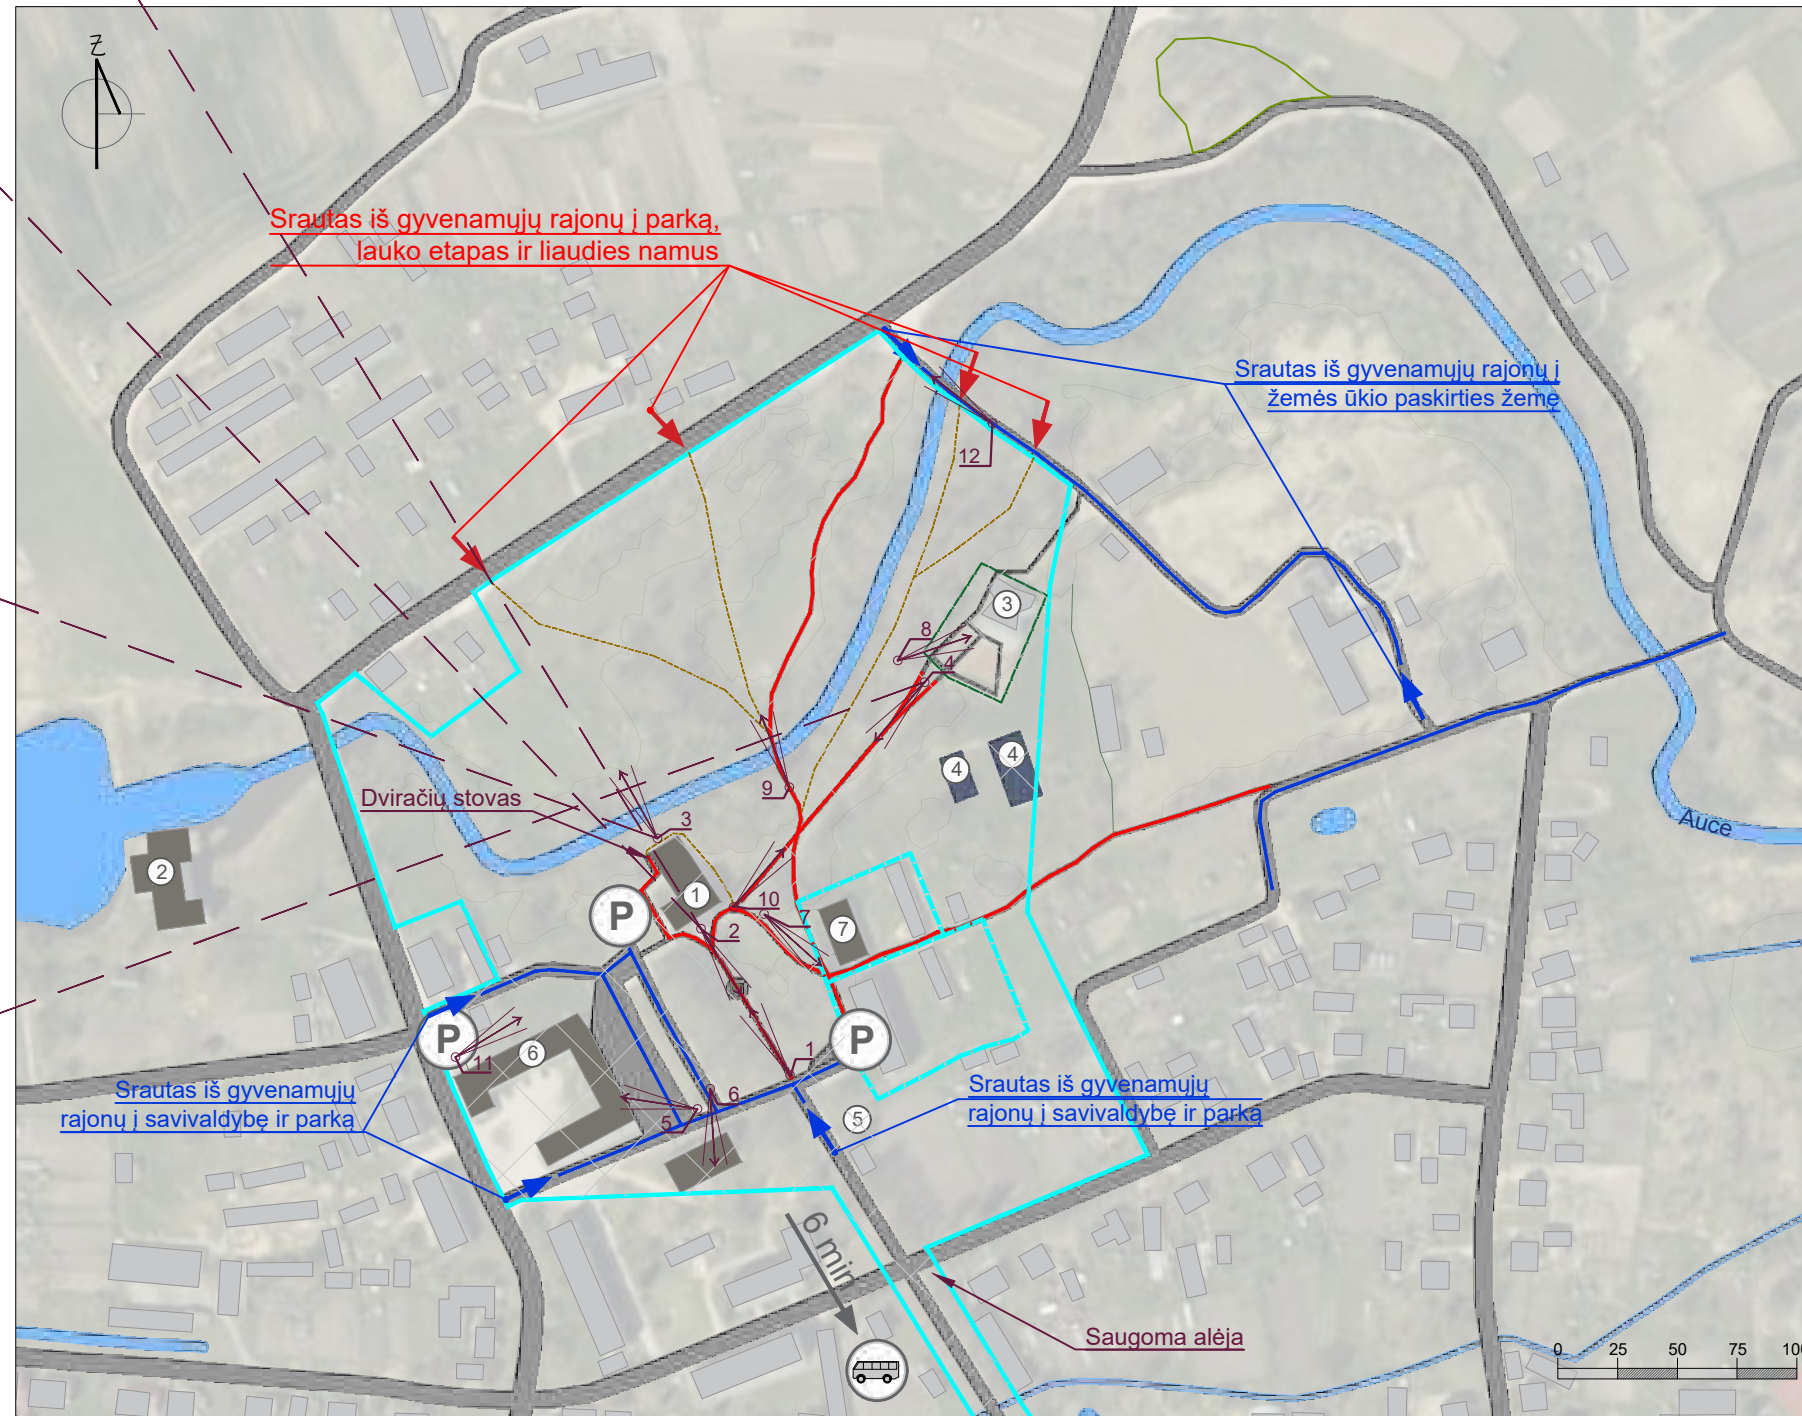 Z
Srautas iš gyvenamųjų rajonų į parką,
lauko etapas ir liaudies namus
Srautas iš gyvenamųjų rajonų į
žemės ūkio paskirties žemę
12
3
8
4
4
4
9
Dviračių stovas
3
2
1
10
7
7
2
P
Auce
P
11
6
1
P
5
6
5
Srautas iš gyvenamųjų
rajonų į savivaldybę ir parką
Srautas iš gyvenamųjų
rajonų į savivaldybę ir parką
6 min
Saugoma alėja
0 25 50 75 100